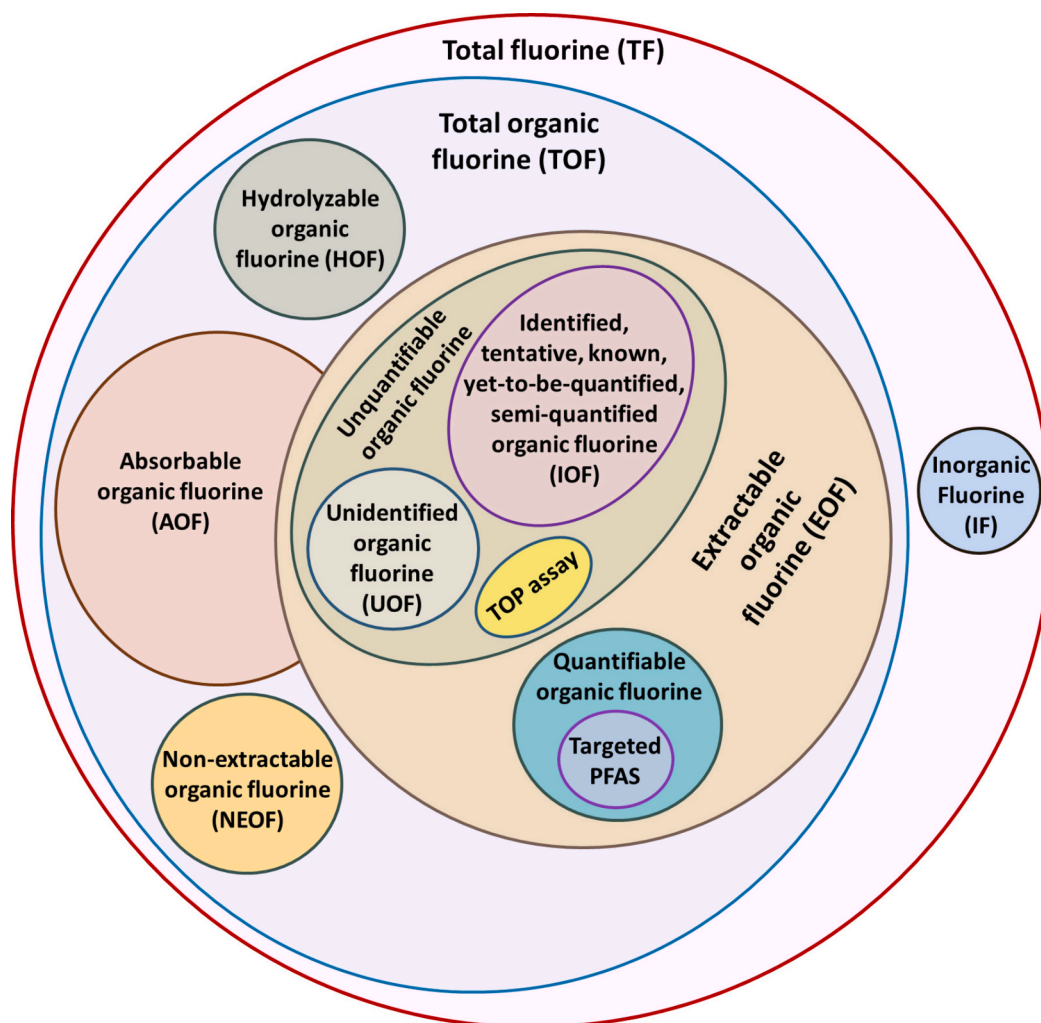 Total fluorine (TF)
Total organic
fluorine (TOF)
Hydrolyzable
organic
fluorine (HOF)
Unquantifiable
organic fluorine
Identified,
tentative, known,
yet-to-be-quantified,
semi-quantified
organic fluorine
(IOF)
Absorbable
organic fluorine
(AOF)
Unidentified
organic
fluorine
(UOF)
TOP assay
Extractable
organic
fluorine (EOF)
Inorganic
Fluorine
(IF)
Quantifiable
organic fluorine
Targeted
PFAS
Non-extractable
organic fluorine
(NEOF)